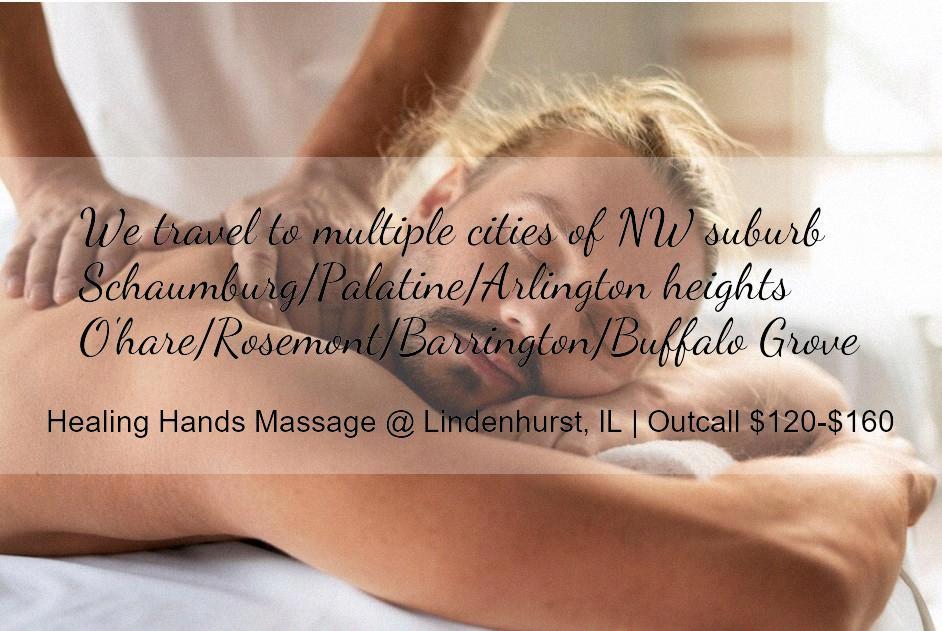 We travel to multiple cities of NW suburb
Schaumburg/Palatine/Arlington heights
O'hare/Rosemont/Barrington/Buffalo Grove
Healing Hands Massage @ Lindenhurst, IL | Outcall $120-$160